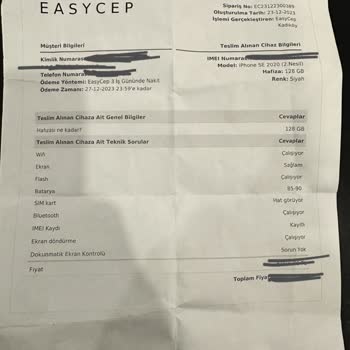 EASYCEP
Sipariş No: EC23122300389
Oluşturulma Tarih: 23-12-2023
İşlemi Gerçekleştiren: EasyCep
Kadıköy
Müşteri Bilgileri
Kimlik Numarası
Telefon Numarası
Ödeme Yöntemi: EasyCep 3 İş Gününde Nakit
Ödeme Zamanı: 27-12-2023 23:59'e kadar
Teslim Alınan Cihaz Bilgileri
IMEI Numarası
Model: iPhone SE 2020 (2.Nesil)
Hafıza: 128 GB
Renk: Siyah
Teslim Alınan Cihaza Ait Genel Bilgiler Cevaplar
Hafızası ne kadar? 128 GB
Teslim Alınan Cihaza Ait Teknik Sorular Cevaplar
Wifi Çalışıyor
Ekran Sağlam
Flash Çalışıyor
Batarya 85-90
SIM kart Hat görüyor
Bluetooth Çalışıyor
IMEI Kaydı Kayıtlı
Ekran döndürme Çalışıyor
Dokunmatik Ekran Kontrolü Sorun Yok
Fiyat
Toplam Fiyat